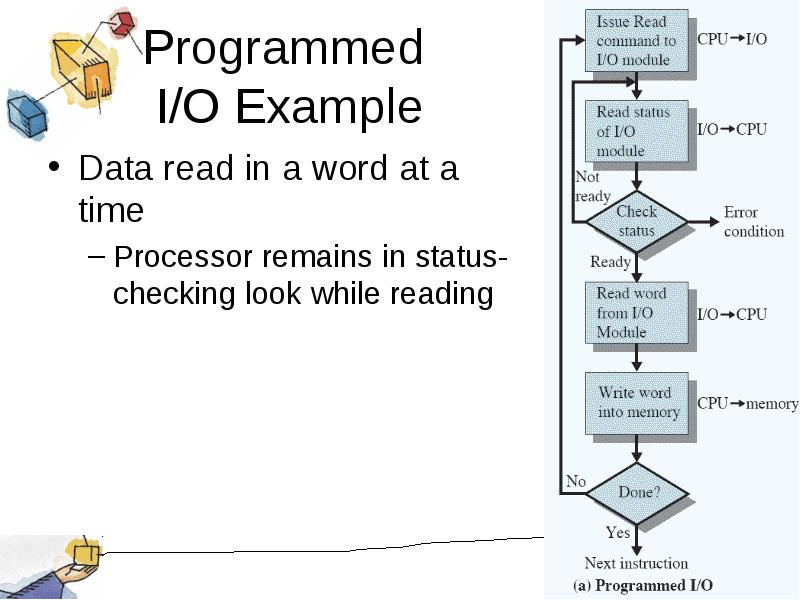 Programmed
I/O Example
• Data read in a word at a
time
– Processor remains in status-
checking look while reading
Issue Read
command to
I/O module
CPU→I/O
Read status
of I/O
module
I/O→CPU
Not
ready
Check
status
Error
condition
Ready
Read word
from I/O
Module
I/O→CPU
Write word
into memory
CPU→memory
No
Done?
Yes
Next instruction
(a) Programmed I/O